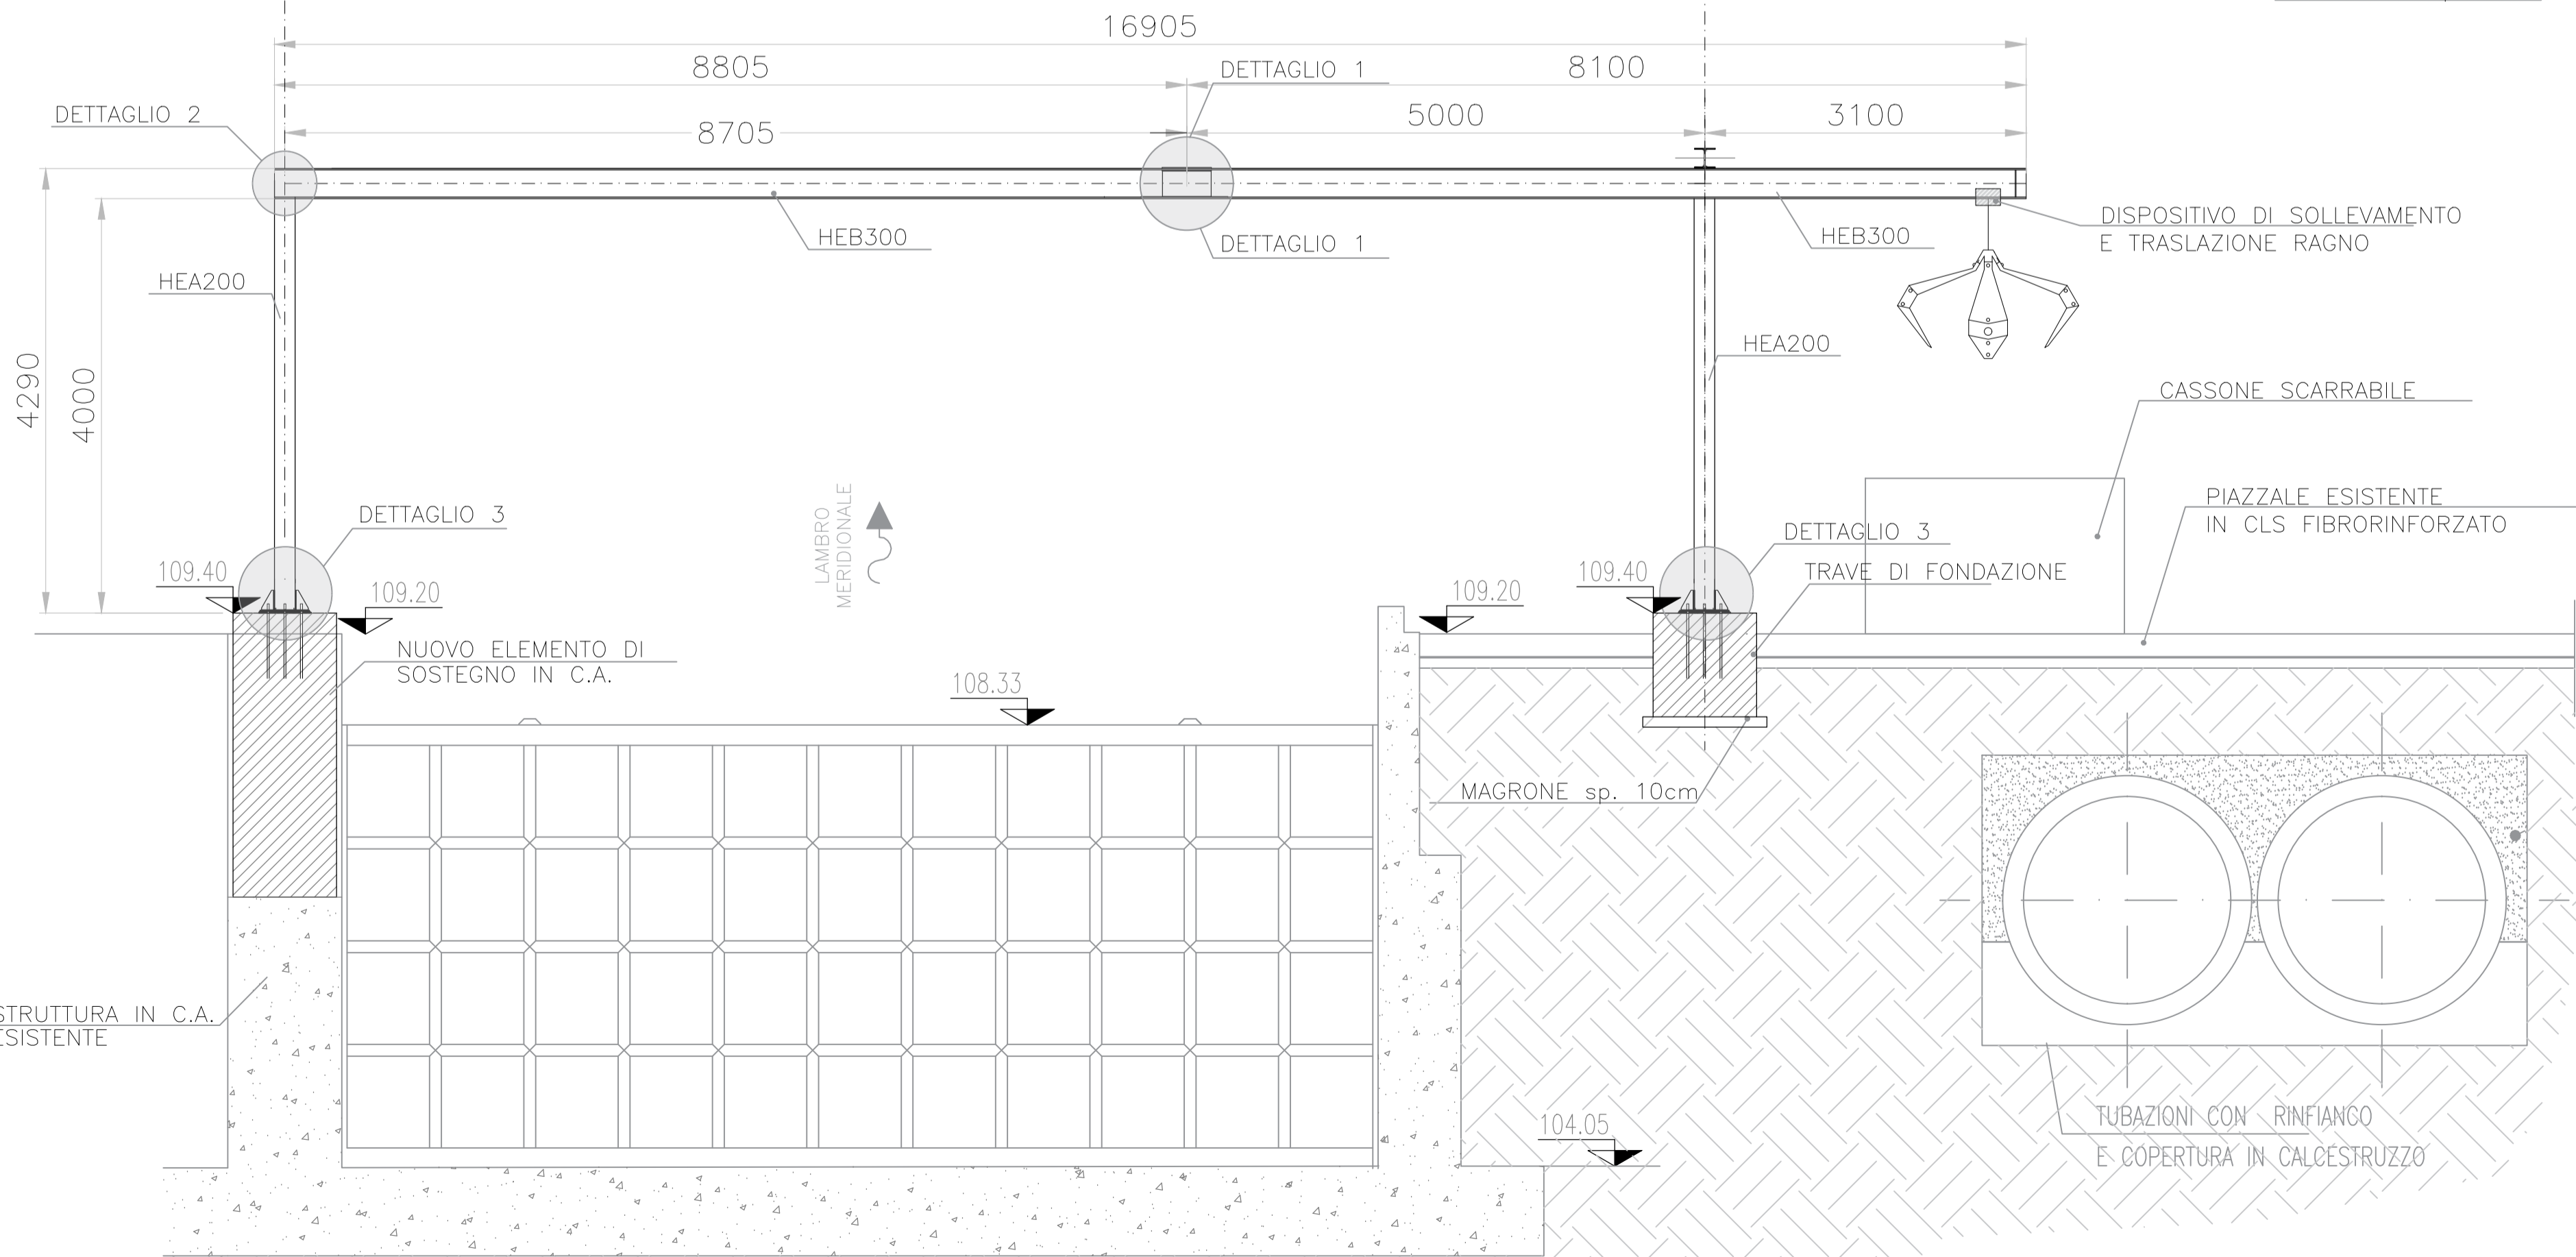 16905
8805
DETTAGLIO 1
8100
DETTAGLIO 2
8705
5000
3100
HEB300
DETTAGLIO 1
HEB300
DISPOSITIVO DI SOLLEVAMENTO
E TRASLAZIONE RAGNO
HEA200
HEA200
4290
4000
CASSONE SCARRABILE
DETTAGLIO 3
LAMBRO
MERIDIONALE
PIAZZALE ESISTENTE
IN CLS FIBRORINFORZATO
DETTAGLIO 3
109.40
109.20
109.20
109.40
TRAVE DI FONDAZIONE
NUOVO ELEMENTO DI
SOSTEGNO IN C.A.
108.33
MAGRONE sp. 10cm
STRUTTURA IN C.A.
ESISTENTE
104.05
TUBAZIONI CON RINFIANCO
E COPERTURA IN CALCESTRUZZO